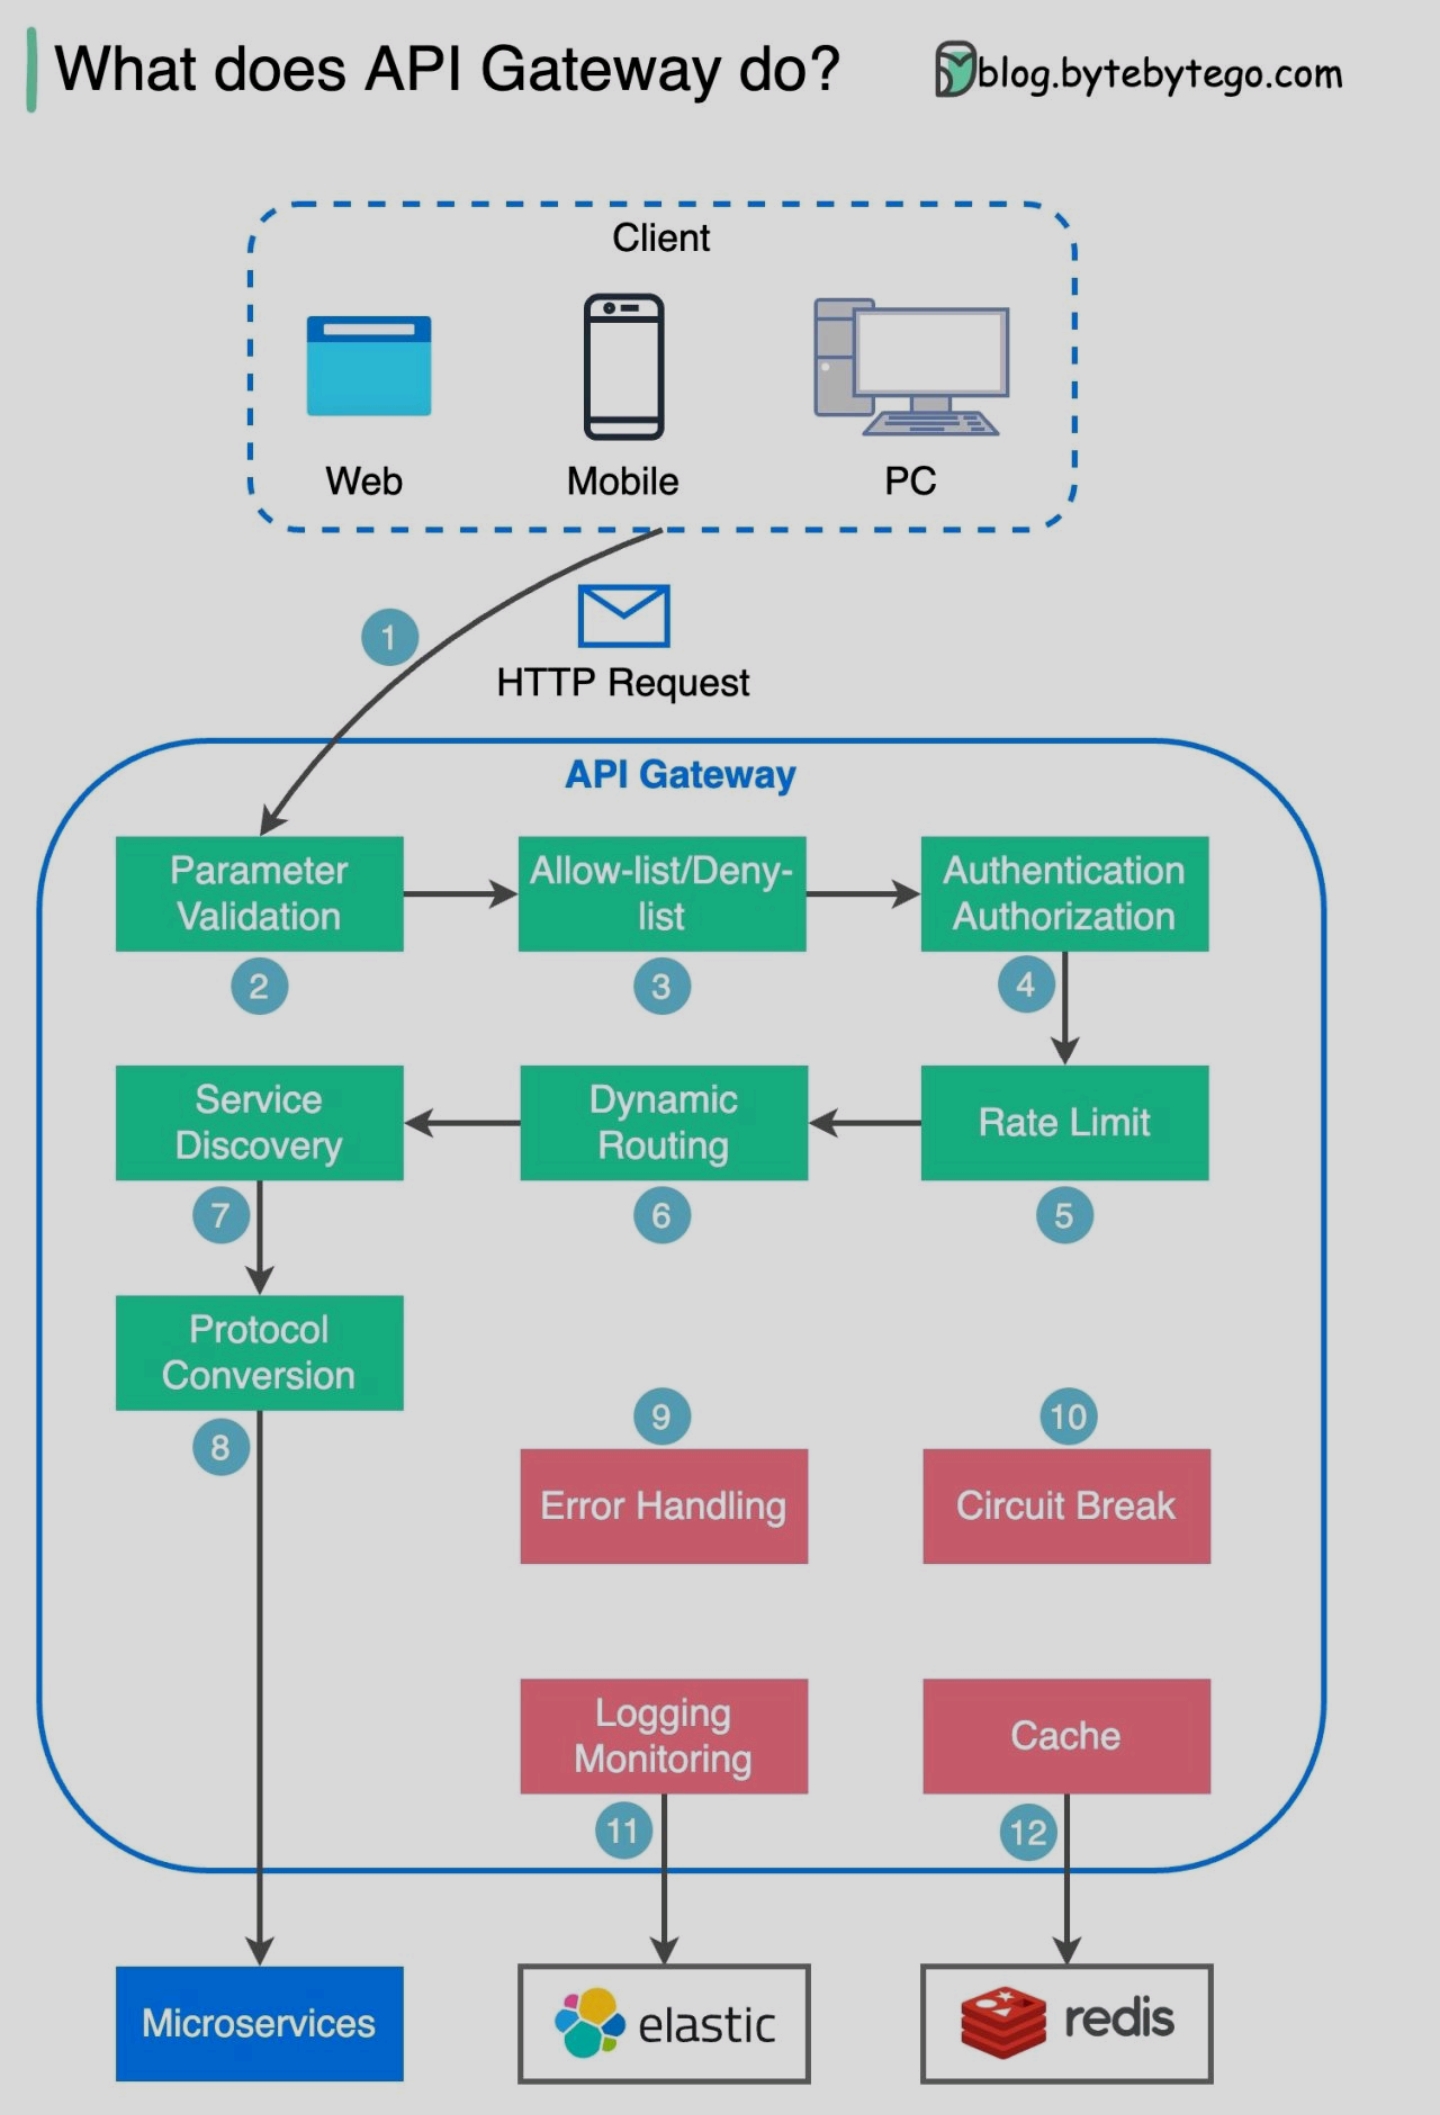 What does API Gateway do?
blog.bytebytego.com
Client
Web
Mobile
PC
1
HTTP Request
API Gateway
Parameter
Validation
Allow-list/Deny-
list
Authentication
Authorization
2
3
4
Service
Discovery
Dynamic
Routing
Rate Limit
7
6
5
Protocol
Conversion
8
9
10
Error Handling
Circuit Break
Logging
Monitoring
Cache
11
12
Microservices
elastic
redis